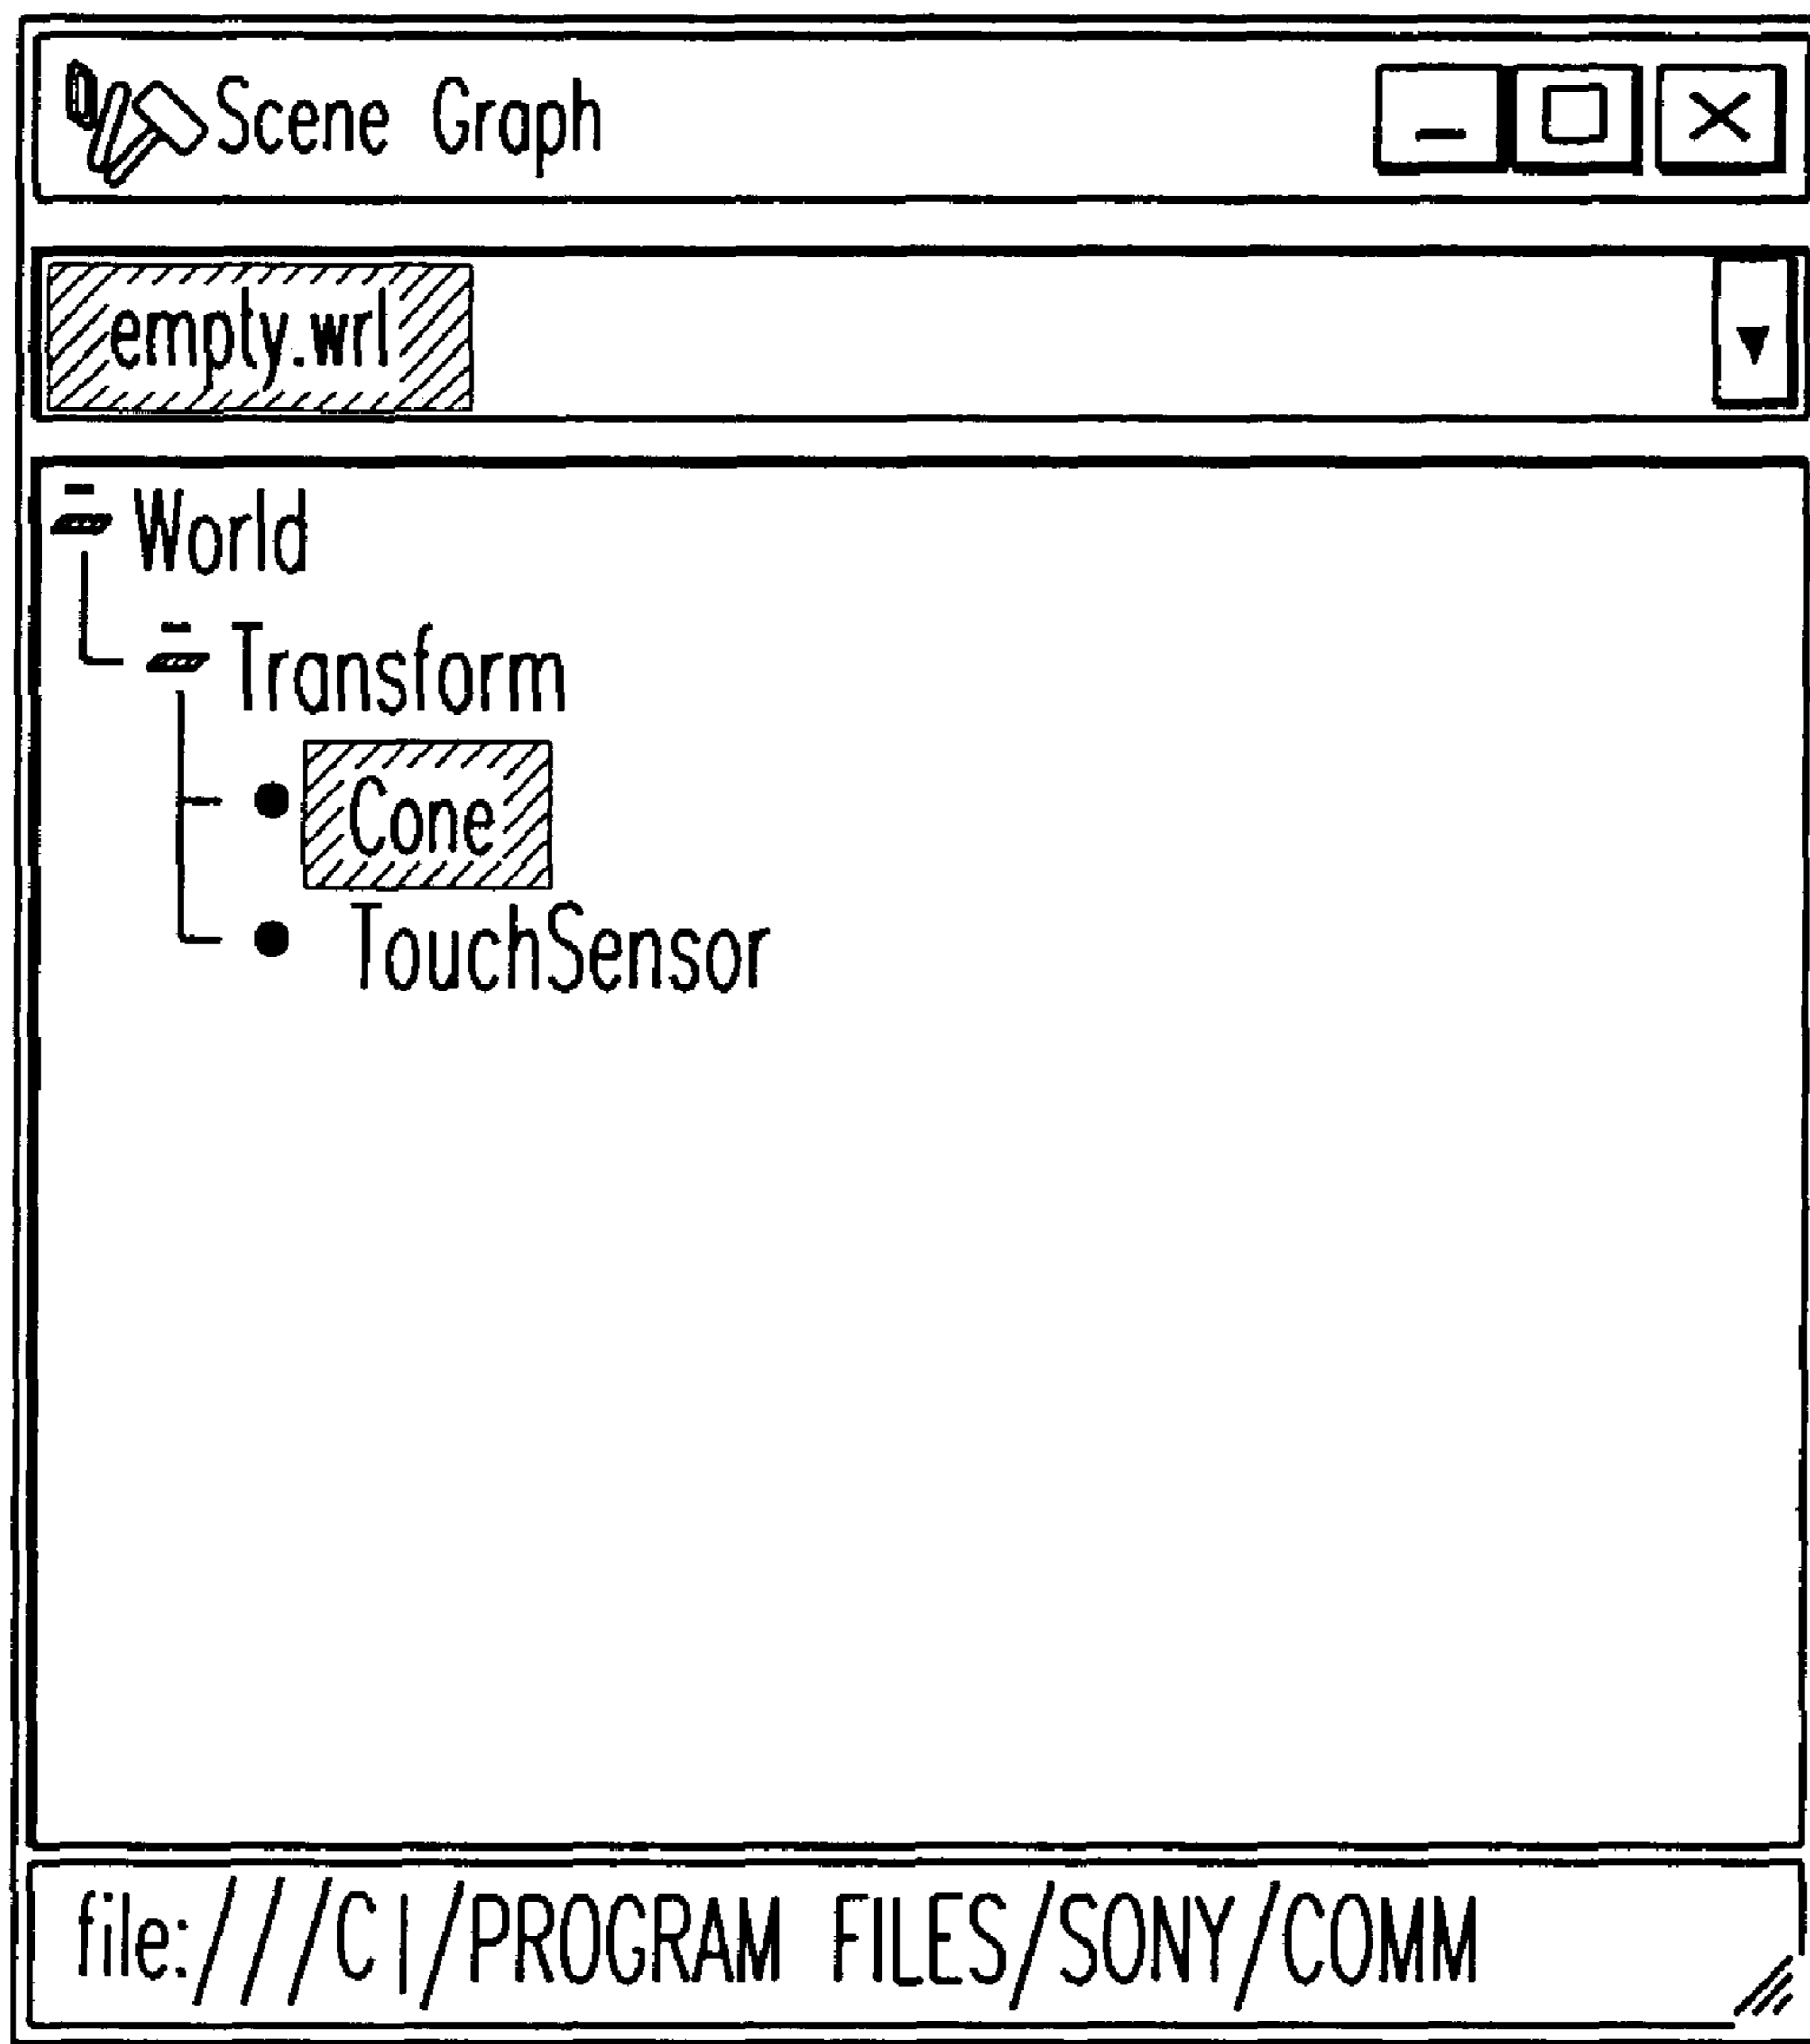 Scene Graph
empty.wrl
World
Transform
Cone
TouchSensor
file:///C|/PROGRAM FILES/SONY/COMM